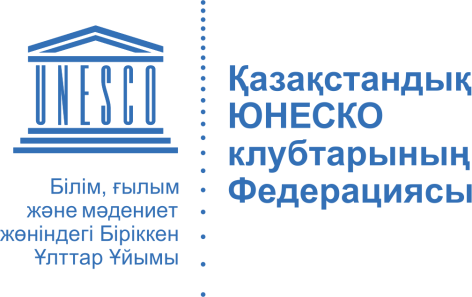 UNESCO
Білім, ғылым
және мәдениет
жөніндегі Біріккен
Ұлттар Ұйымы
Қазақстандық
ЮНЕСКО
клубтарының
Федерациясы